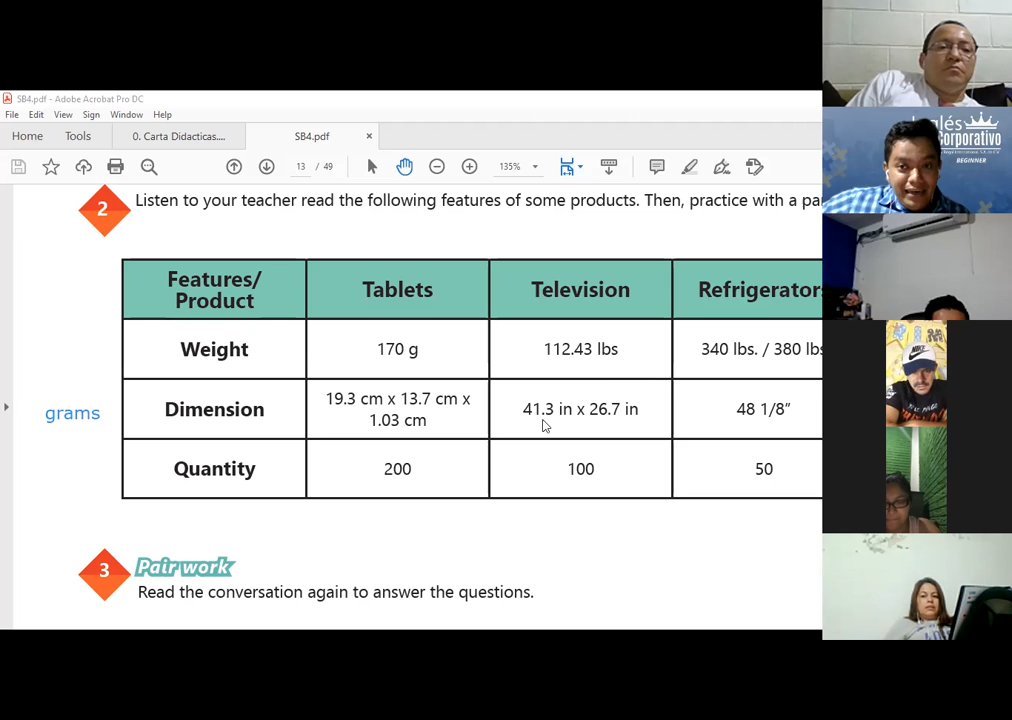 SB4.pdf - Adobe Acrobat Pro DC
File Edit View Sign Window Help
Home Tools 0. Carta Didacticas.... SB4.pdf ×
13 / 49 135%
2 Listen to your teacher read the following features of some products. Then, practice with a pa
Features/ Product Tablets Television Refrigerators
Weight 170 g 112.43 lbs 340 lbs. / 380 lbs
grams Dimension 19.3 cm x 13.7 cm x 1.03 cm 41.3 in x 26.7 in 48 1/8”
Quantity 200 100 50
3 Pair work
Read the conversation again to answer the questions.
Inglés
Corporativo
BEGINNER